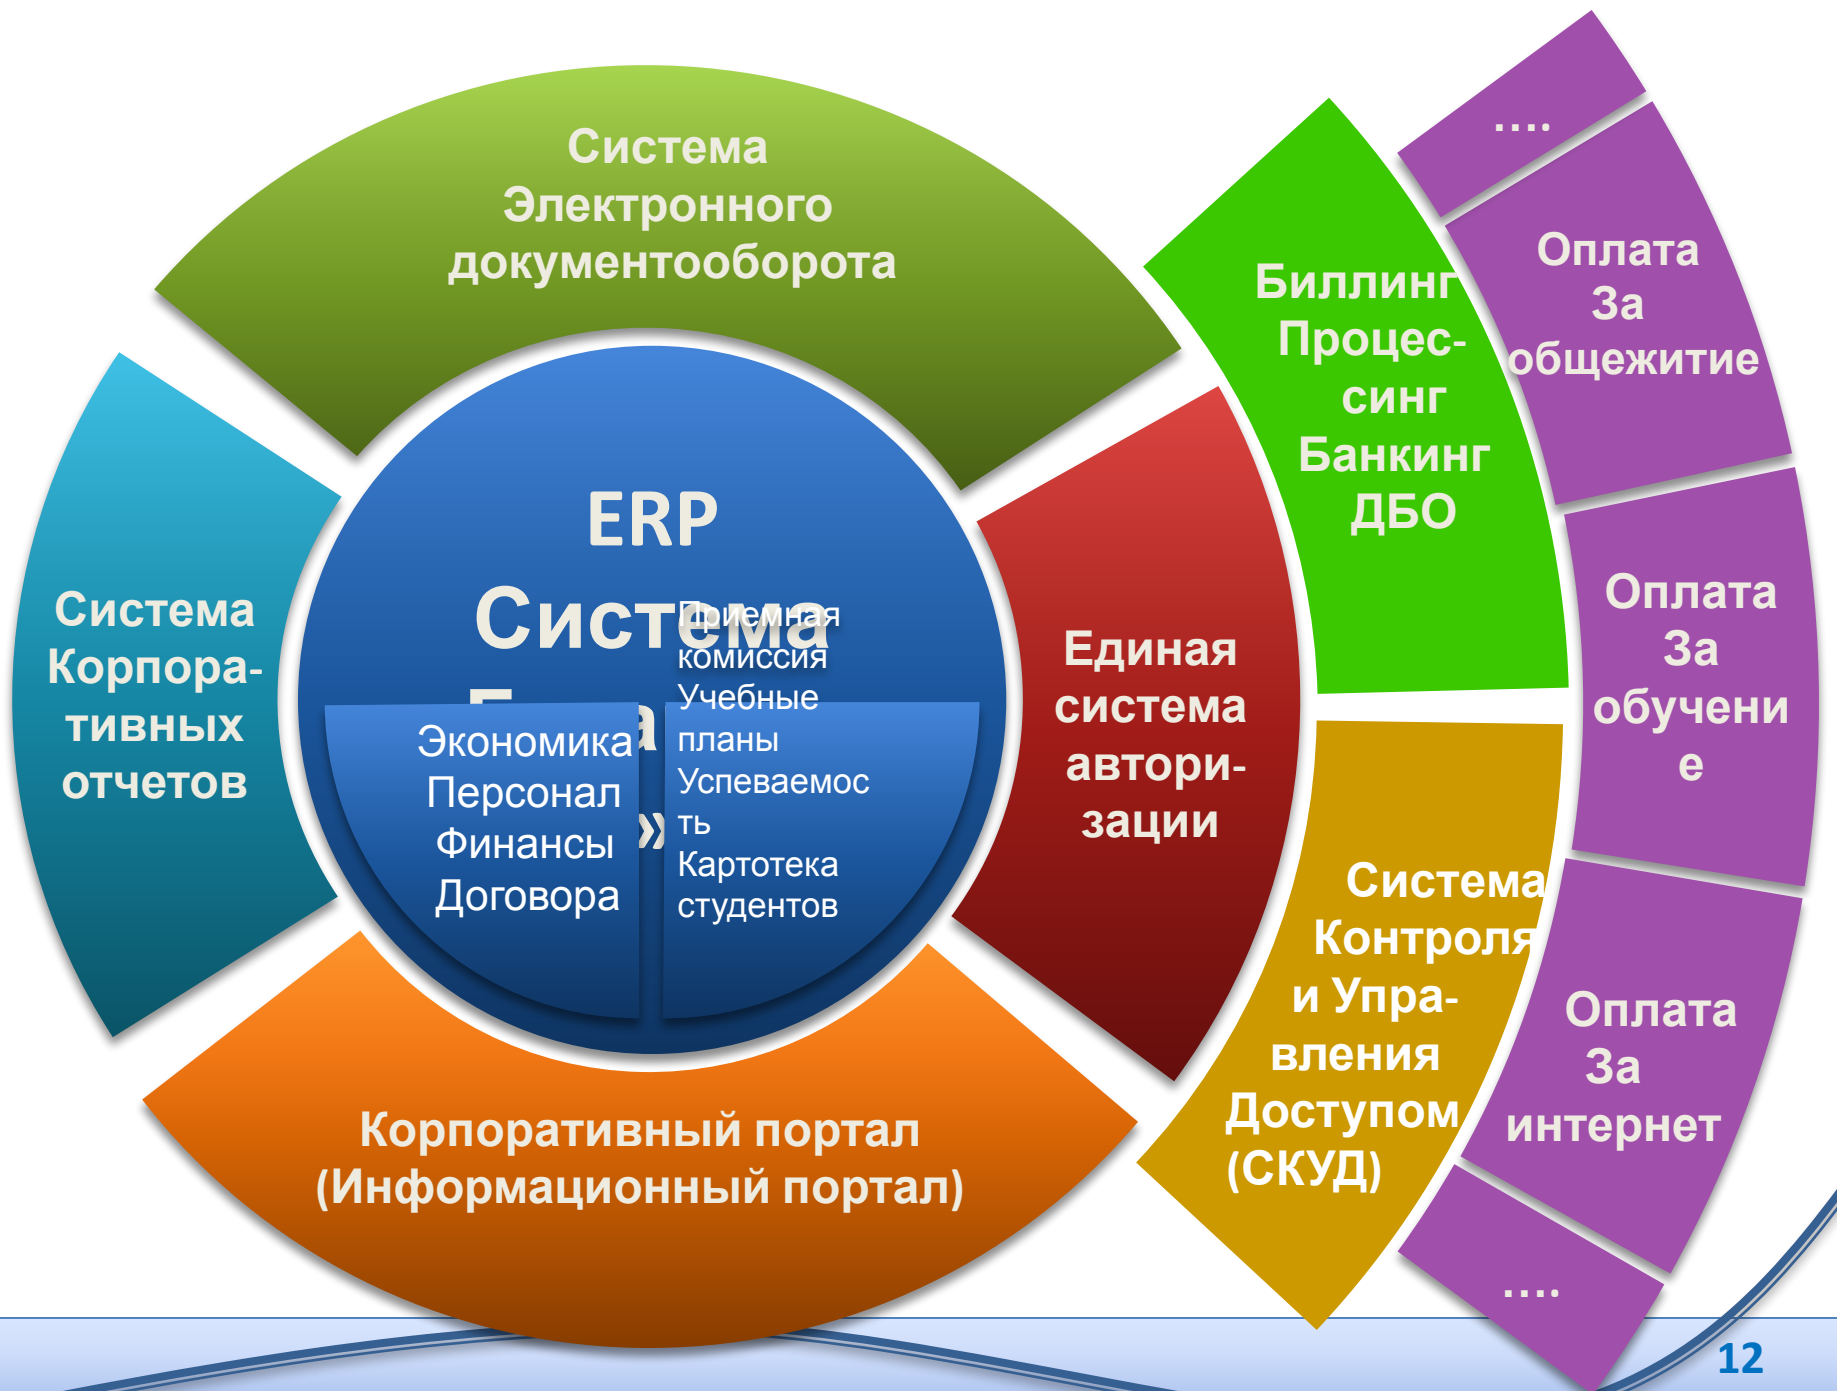 Система
Электронного
документооборота
Биллинг
Процес-
синг
Банкинг
ДБО
....
Оплата
За
общежитие
Оплата
За
обучени
е
Оплата
За
интернет
....
Система
Корпора-
тивных
отчетов
ERP
Система
»
Экономика
Персонал
Финансы
Договора
Приемная
комиссия
Учебные
планы
Успеваемос
ть
Картотека
студентов
Единая
система
автори-
зации
Система
Контроля
и Упра-
вления
Доступом
(СКУД)
Корпоративный портал
(Информационный портал)
12